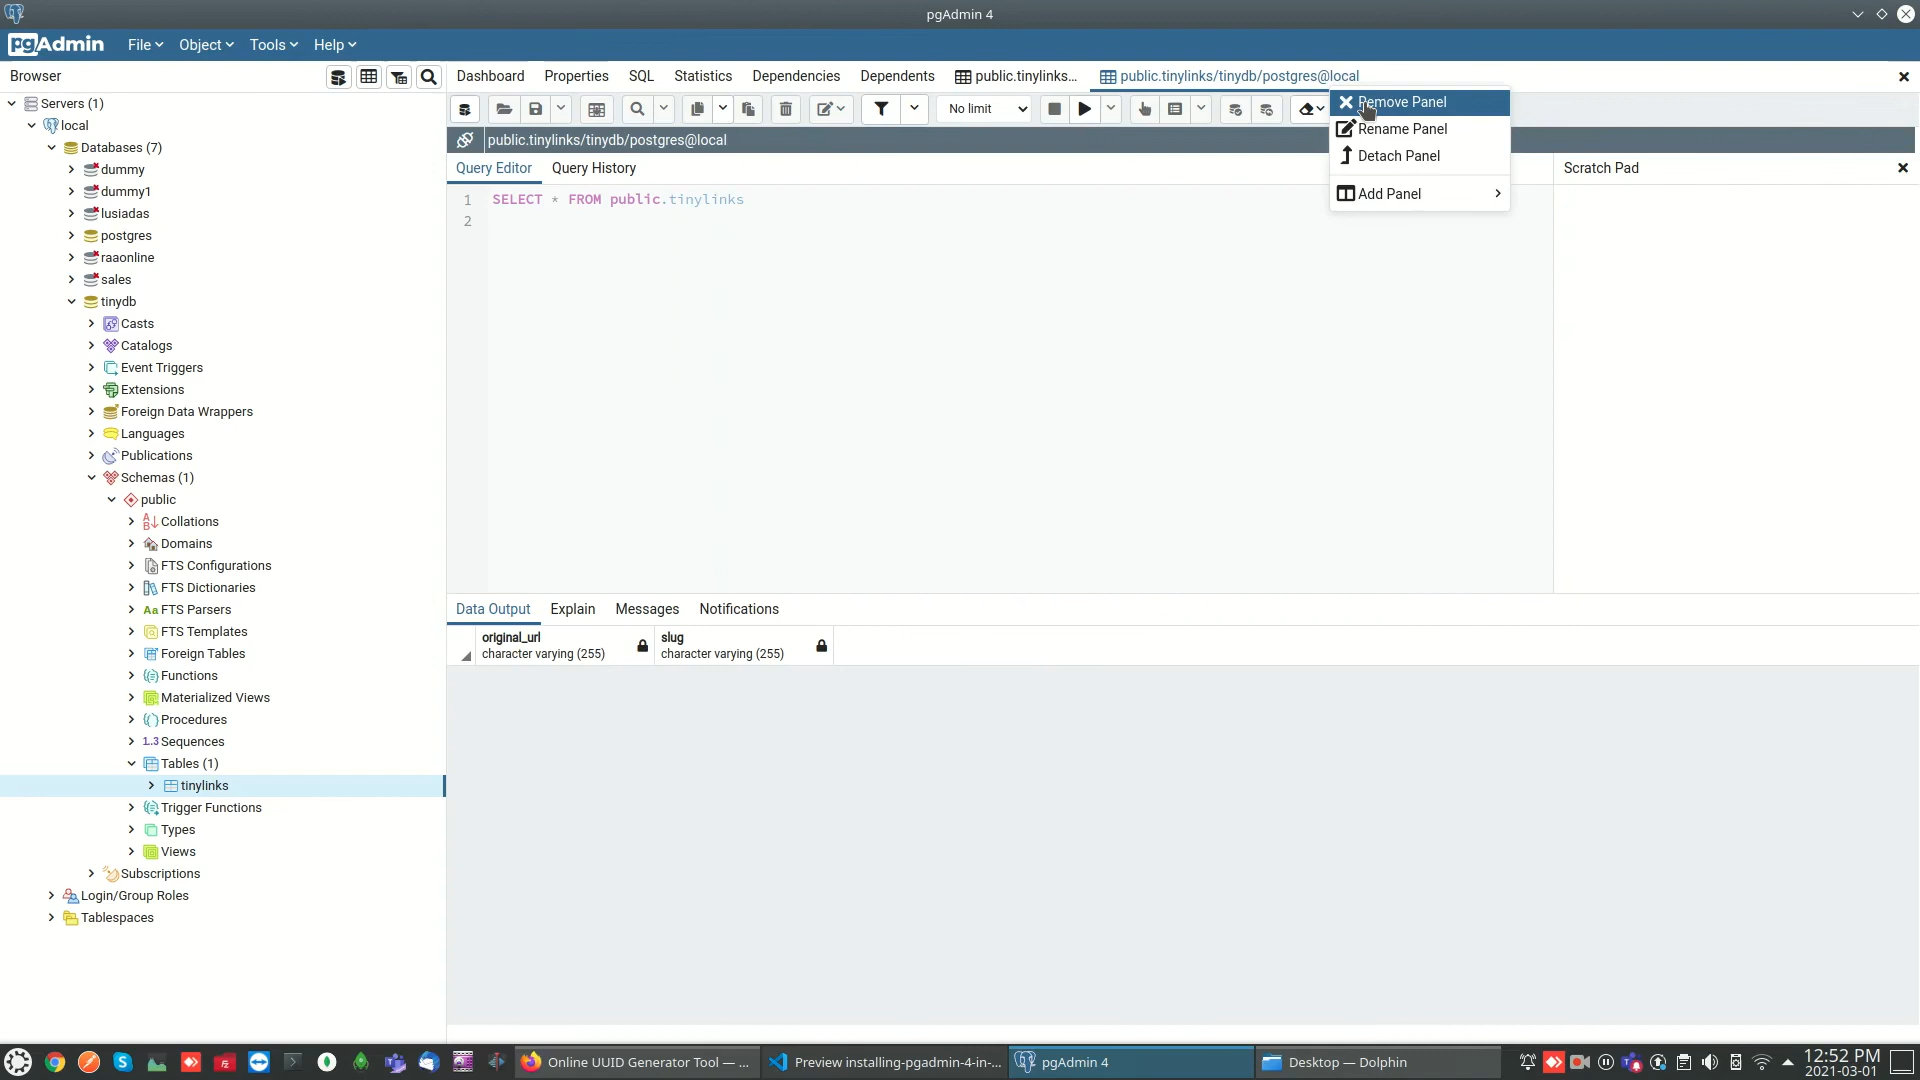 pgAdmin 4
pgAdmin File Object Tools Help
Browser
Dashboard Properties SQL Statistics Dependencies Dependents public.tinylinks... public.tinylinks/tinydb/postgres@local
No limit
public.tinylinks/tinydb/postgres@local
Query Editor Query History
Scratch Pad
1 SELECT * FROM public.tinylinks
2
Remove Panel
Rename Panel
Detach Panel
Add Panel
Servers (1)
local
Databases (7)
dummy
dummy1
lusiadas
postgres
raaonline
sales
tinydb
Casts
Catalogs
Event Triggers
Extensions
Foreign Data Wrappers
Languages
Publications
Schemas (1)
public
Collations
Domains
FTS Configurations
FTS Dictionaries
Aa FTS Parsers
FTS Templates
Foreign Tables
Functions
Materialized Views
Procedures
1..3 Sequences
Tables (1)
tinylinks
Trigger Functions
Types
Views
Subscriptions
Login/Group Roles
Tablespaces
Data Output Explain Messages Notifications
original_url
character varying (255)
slug
character varying (255)
Online UUID Generator Tool — ...
Preview installing-pgadmin-4-in-...
pgAdmin 4
Desktop — Dolphin
12:52 PM
2021-03-01